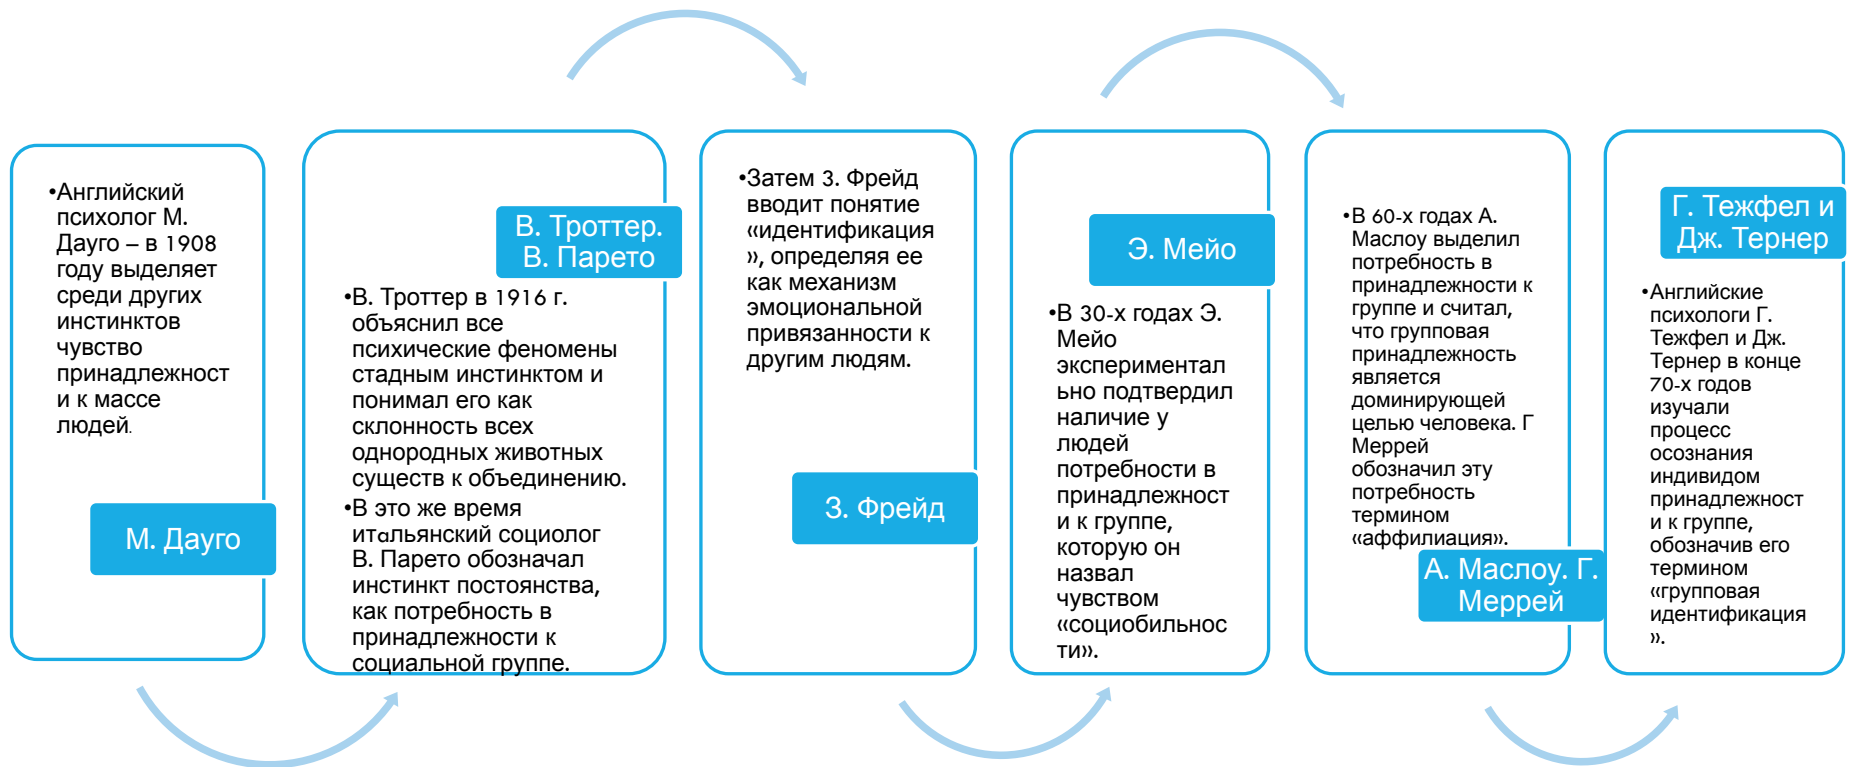 •Английский
психолог М.
Дауго – в 1908
году выделяет
среди других
инстинктов
чувство
принадлежност
и к массе
людей.
М. Дауго
В. Троттер.
В. Парето
•В. Троттер в 1916 г.
объяснил все
психические феномены
стадным инстинктом и
понимал его как
склонность всех
однородных животных
существ к объединению.
•В это же время
итальянский социолог
В. Парето обозначал
инстинкт постоянства,
как потребность в
принадлежности к
социальной группе.
•Затем З. Фрейд
вводит понятие
«идентификация
», определяя ее
как механизм
эмоциональной
привязанности к
другим людям.
З. Фрейд
Э. Мейо
•В 30-х годах Э.
Мейо
экспериментал
ьно подтвердил
наличие у
людей
потребности в
принадлежност
и к группе,
которую он
назвал
чувством
«социобильнос
ти».
•В 60-х годах А.
Маслоу выделил
потребность в
принадлежности к
группе и считал,
что групповая
принадлежность
является
доминирующей
целью человека. Г
Меррей
обозначил эту
потребность
термином
«аффилиация».
А. Маслоу. Г.
Меррей
Г. Тежфел и
Дж. Тернер
•Английские
психологи Г.
Тежфел и Дж.
Тернер в конце
70-х годов
изучали
процесс
осознания
индивидом
принадлежност
и к группе,
обозначив его
термином
«групповая
идентификация
».